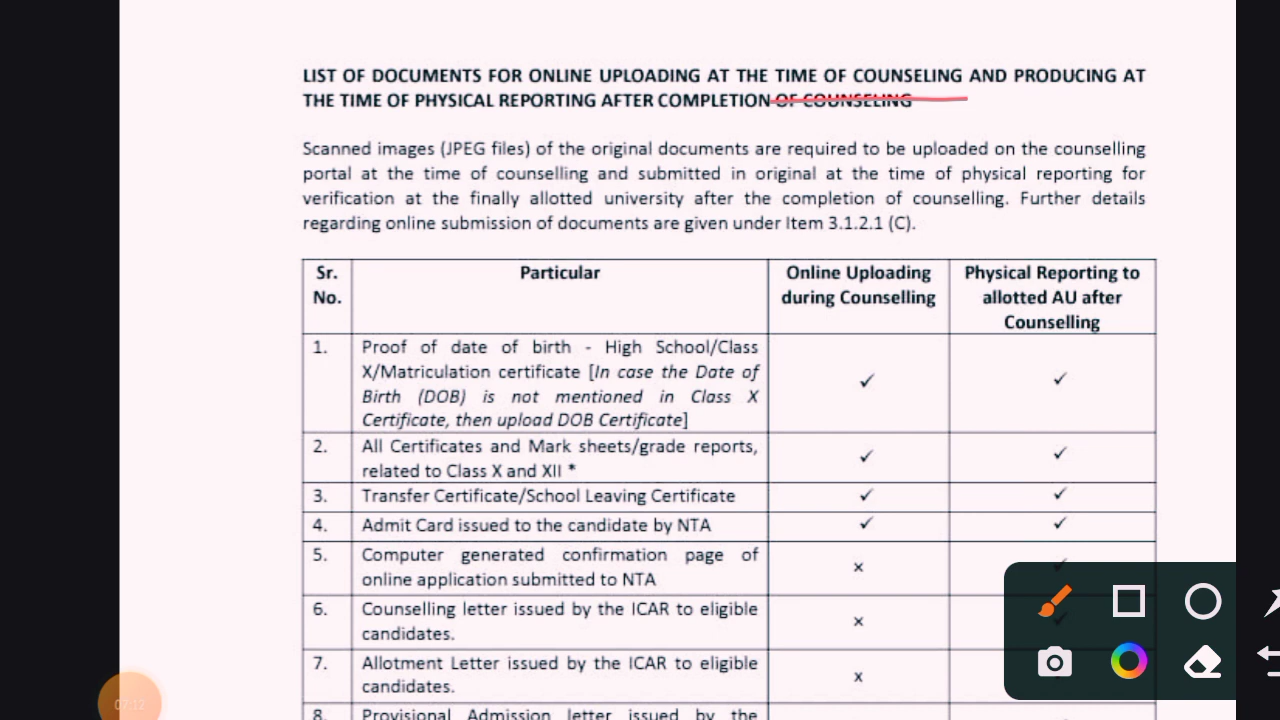 LIST OF DOCUMENTS FOR ONLINE UPLOADING AT THE TIME OF COUNSELING AND PRODUCING AT
THE TIME OF PHYSICAL REPORTING AFTER COMPLETION OF COUNSELING
Scanned images (JPEG files) of the original documents are required to be uploaded on the counselling
portal at the time of counselling and submitted in original at the time of physical reporting for
verification at the finally allotted university after the completion of counselling. Further details
regarding online submission of documents are given under Item 3.1.2.1 (C).
Sr.
No.
Particular
Online Uploading
during Counselling
Physical Reporting to
allotted AU after
Counselling
1.
Proof of date of birth - High School/Class
X/Matriculation certificate [In case the Date of
Birth (DOB) is not mentioned in Class X
Certificate, then upload DOB Certificate]
✓ ✓
2.
All Certificates and Mark sheets/grade reports,
related to Class X and XII *
✓ ✓
3. Transfer Certificate/School Leaving Certificate ✓ ✓
4. Admit Card issued to the candidate by NTA ✓ ✓
5.
Computer generated confirmation page of
online application submitted to NTA
× ✓
6.
Counselling letter issued by the ICAR to eligible
candidates.
× ✓
7.
Allotment Letter issued by the ICAR to eligible
candidates.
x
8. Provisional Admission letter issued by the
07:12